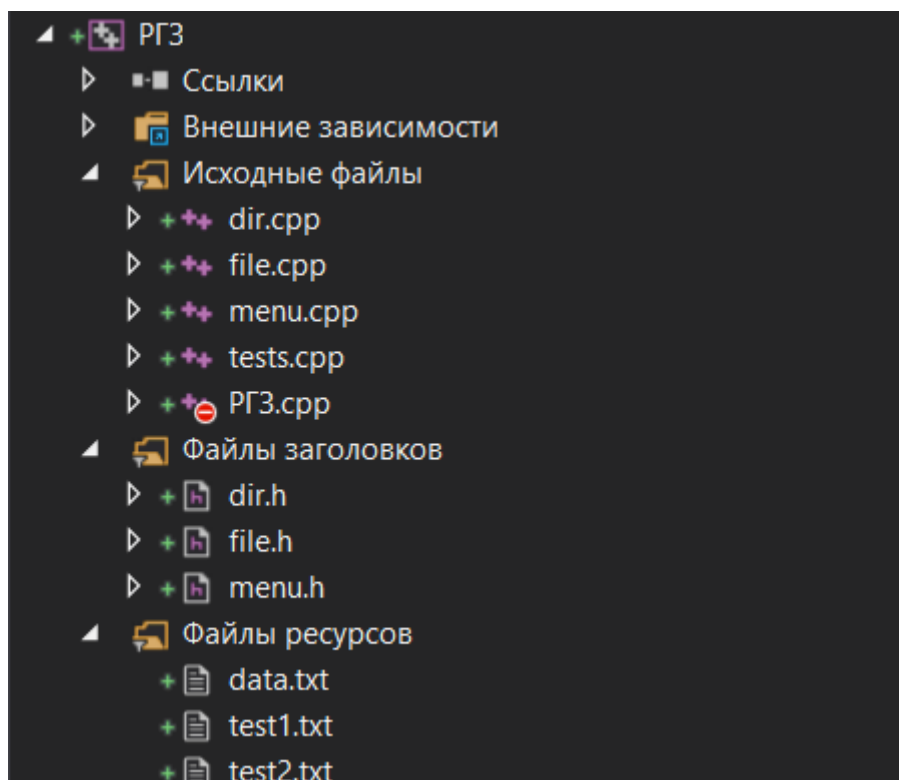 РГЗ
Ссылки
Внешние зависимости
Исходные файлы
dir.cpp
file.cpp
menu.cpp
tests.cpp
РГЗ.cpp
Файлы заголовков
dir.h
file.h
menu.h
Файлы ресурсов
data.txt
test1.txt
test2.txt